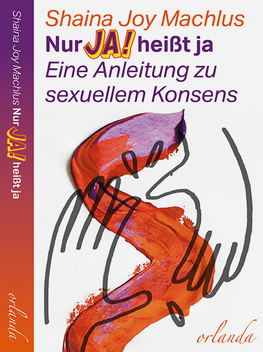 Shaina Joy Machlus
Nur JA! heißt ja
Eine Anleitung zu
sexuellem Konsens
orlanda
Shaina Joy Machlus Nur JA! heißt ja
orlanda